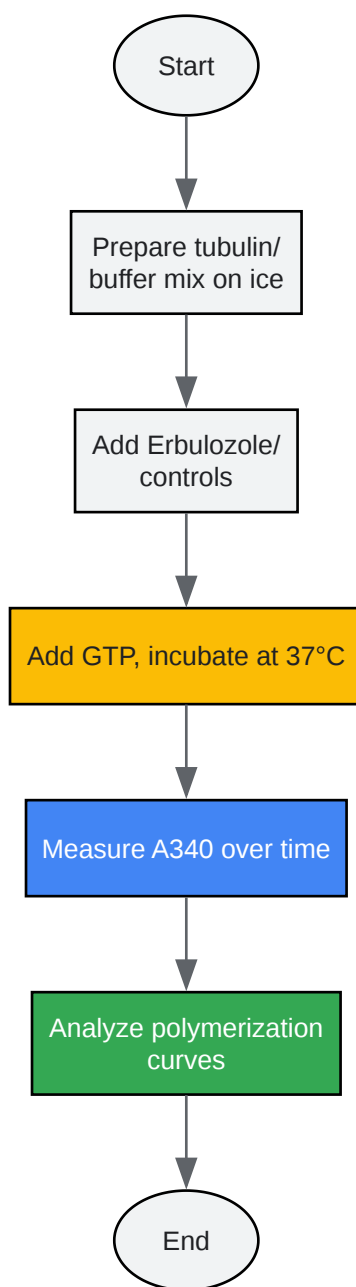 Start
Prepare tubulin/
buffer mix on ice
Add Erbulozole/
controls
Add GTP, incubate at 37°C
Measure A340 over time
Analyze polymerization
curves
End